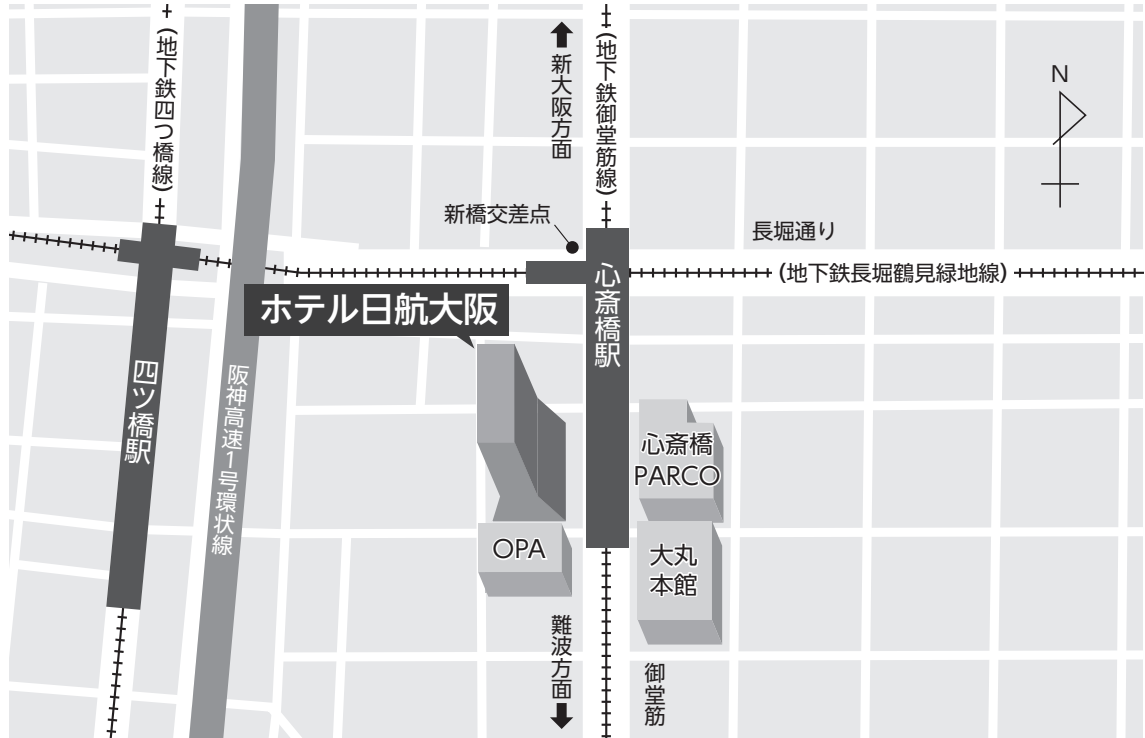 (地下鉄四つ橋線)
新大阪方面
(地下鉄御堂筋線)
N
新橋交差点
長堀通り
(地下鉄長堀鶴見緑地線)
心斎橋駅
ホテル日航大阪
四ツ橋駅
阪神高速1号環状線
心斎橋
PARCO
OPA
大丸
本館
難波方面
御堂筋